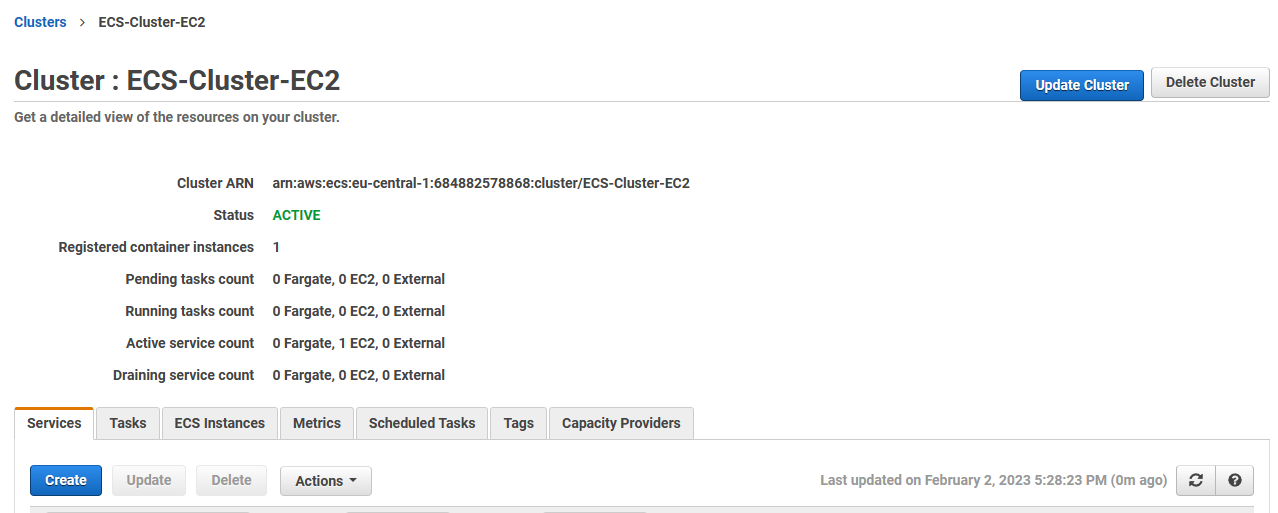 Clusters > ECS-Cluster-EC2
Cluster : ECS-Cluster-EC2
Update Cluster
Delete Cluster
Get a detailed view of the resources on your cluster.
Cluster ARN arn:aws:ecs:eu-central-1:684882578868:cluster/ECS-Cluster-EC2
Status ACTIVE
Registered container instances 1
Pending tasks count 0 Fargate, 0 EC2, 0 External
Running tasks count 0 Fargate, 0 EC2, 0 External
Active service count 0 Fargate, 1 EC2, 0 External
Draining service count 0 Fargate, 0 EC2, 0 External
Services Tasks ECS Instances Metrics Scheduled Tasks Tags Capacity Providers
Create Update Delete Actions Last updated on February 2, 2023 5:28:23 PM (0m ago)